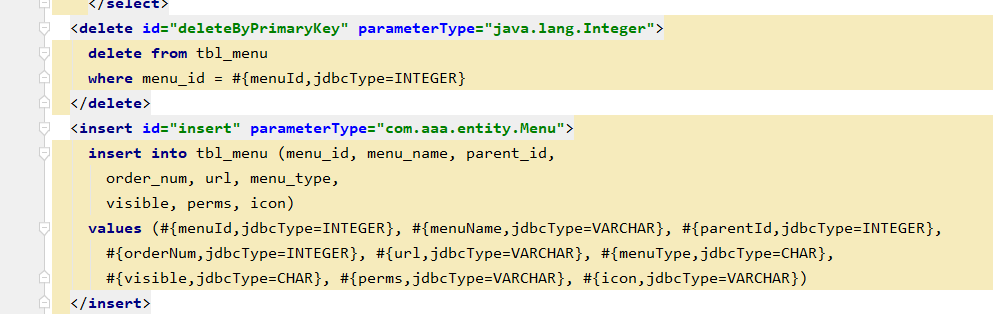 </select>
<delete id="deleteByPrimaryKey" parameterType="java.lang.Integer">
delete from tbl_menu
where menu_id = #{menuId,jdbcType=INTEGER}
</delete>
<insert id="insert" parameterType="com.aaa.entity.Menu">
insert into tbl_menu (menu_id, menu_name, parent_id,
order_num, url, menu_type,
visible, perms, icon)
values (#{menuId,jdbcType=INTEGER}, #{menuName,jdbcType=VARCHAR}, #{parentId,jdbcType=INTEGER},
#{orderNum,jdbcType=INTEGER}, #{url,jdbcType=VARCHAR}, #{menuType,jdbcType=CHAR},
#{visible,jdbcType=CHAR}, #{perms,jdbcType=VARCHAR}, #{icon,jdbcType=VARCHAR})
</insert>